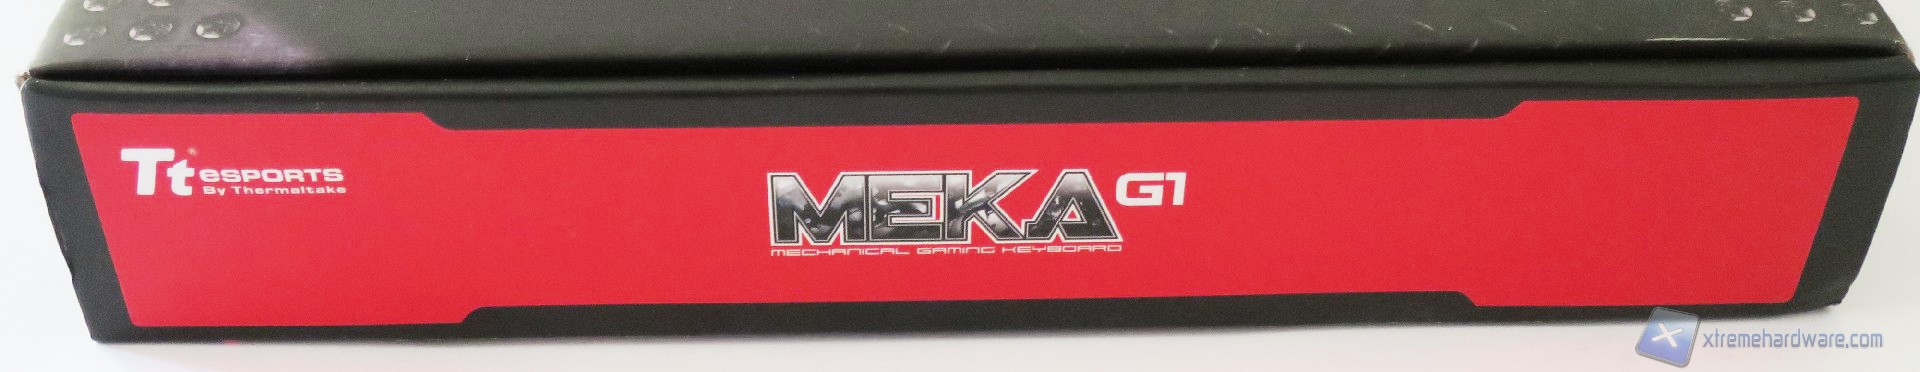 Tt esPORTS
By Thermaltake
MEKA G1
MECHANICAL GAMING KEYBOARD
xtremehardware.com